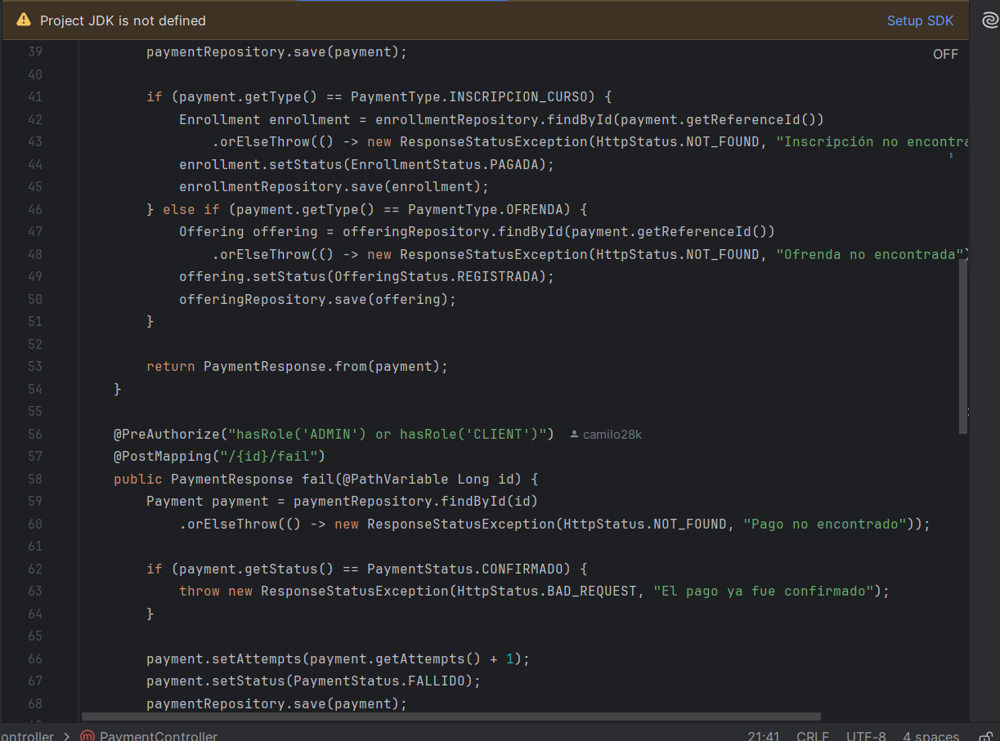 Project JDK is not defined Setup SDK
OFF
39 paymentRepository.save(payment);
40
41 if (payment.getType() == PaymentType.INSCRIPCION_CURSO) {
42 Enrollment enrollment = enrollmentRepository.findById(payment.getReferenceId())
43 .orElseThrow(() -> new ResponseStatusException(HttpStatus.NOT_FOUND, "Inscripción no encontra
44 enrollment.setStatus(EnrollmentStatus.PAGADA);
45 enrollmentRepository.save(enrollment);
46 } else if (payment.getType() == PaymentType.OFRENDA) {
47 Offering offering = offeringRepository.findById(payment.getReferenceId())
48 .orElseThrow(() -> new ResponseStatusException(HttpStatus.NOT_FOUND, "Ofrenda no encontrada")
49 offering.setStatus(OfferingStatus.REGISTRADA);
50 offeringRepository.save(offering);
51 }
52
53 return PaymentResponse.from(payment);
54 }
55
56 @PreAuthorize("hasRole('ADMIN') or hasRole('CLIENT')") camilo28k
57 @PostMapping("/{id}/fail")
58 public PaymentResponse fail(@PathVariable Long id) {
59 Payment payment = paymentRepository.findById(id)
60 .orElseThrow(() -> new ResponseStatusException(HttpStatus.NOT_FOUND, "Pago no encontrado"));
61
62 if (payment.getStatus() == PaymentStatus.CONFIRMADO) {
63 throw new ResponseStatusException(HttpStatus.BAD_REQUEST, "El pago ya fue confirmado");
64 }
65
66 payment.setAttempts(payment.getAttempts() + 1);
67 payment.setStatus(PaymentStatus.FALLIDO);
68 paymentRepository.save(payment);
ontroller > PaymentController 21:41 CRLF UTF-8 4 spaces